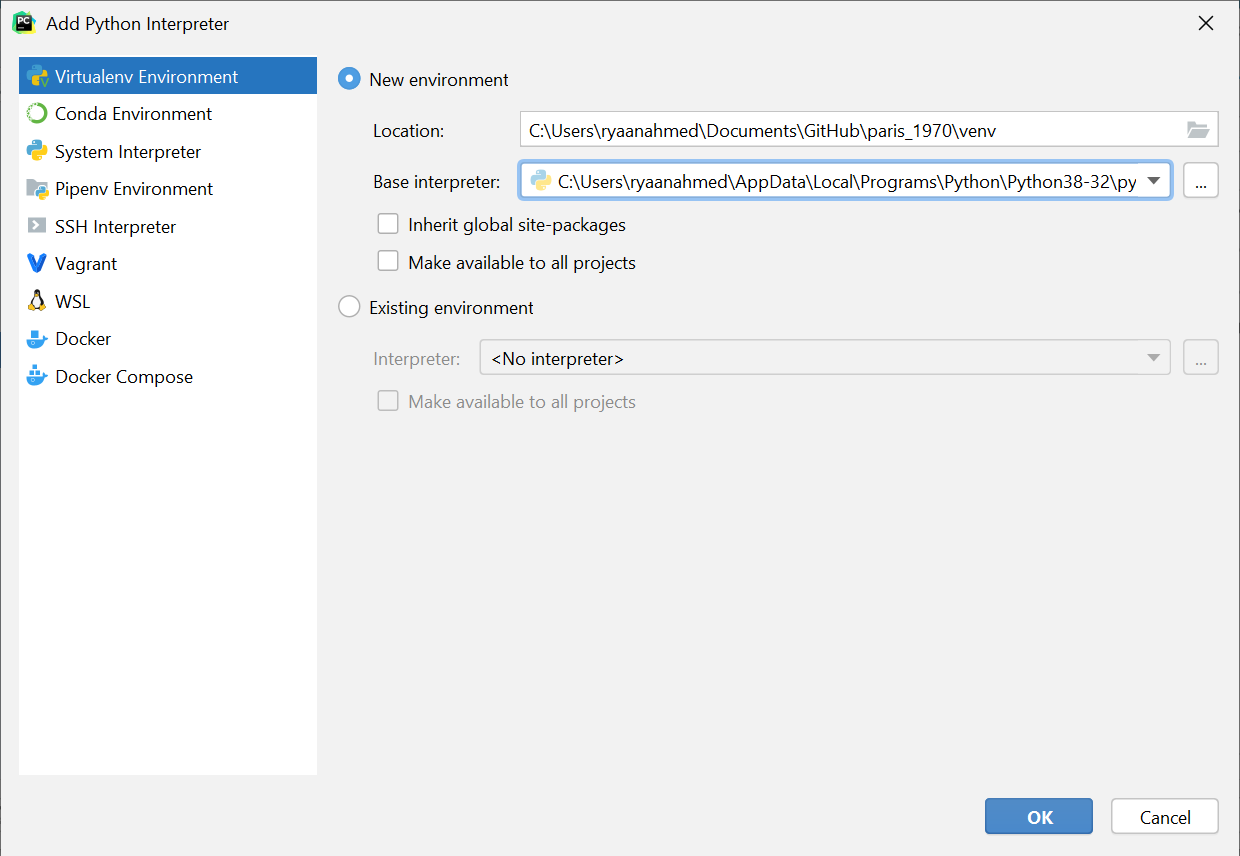 PC
Add Python Interpreter
Virtualenv Environment
Conda Environment
System Interpreter
Pipenv Environment
SSH Interpreter
Vagrant
WSL
Docker
Docker Compose
New environment
Location: C:\Users\ryaanahmed\Documents\GitHub\paris_1970\venv
Base interpreter: C:\Users\ryaanahmed\AppData\Local\Programs\Python\Python38-32\py ...
Inherit global site-packages
Make available to all projects
Existing environment
Interpreter: <No interpreter> ...
Make available to all projects
OK Cancel